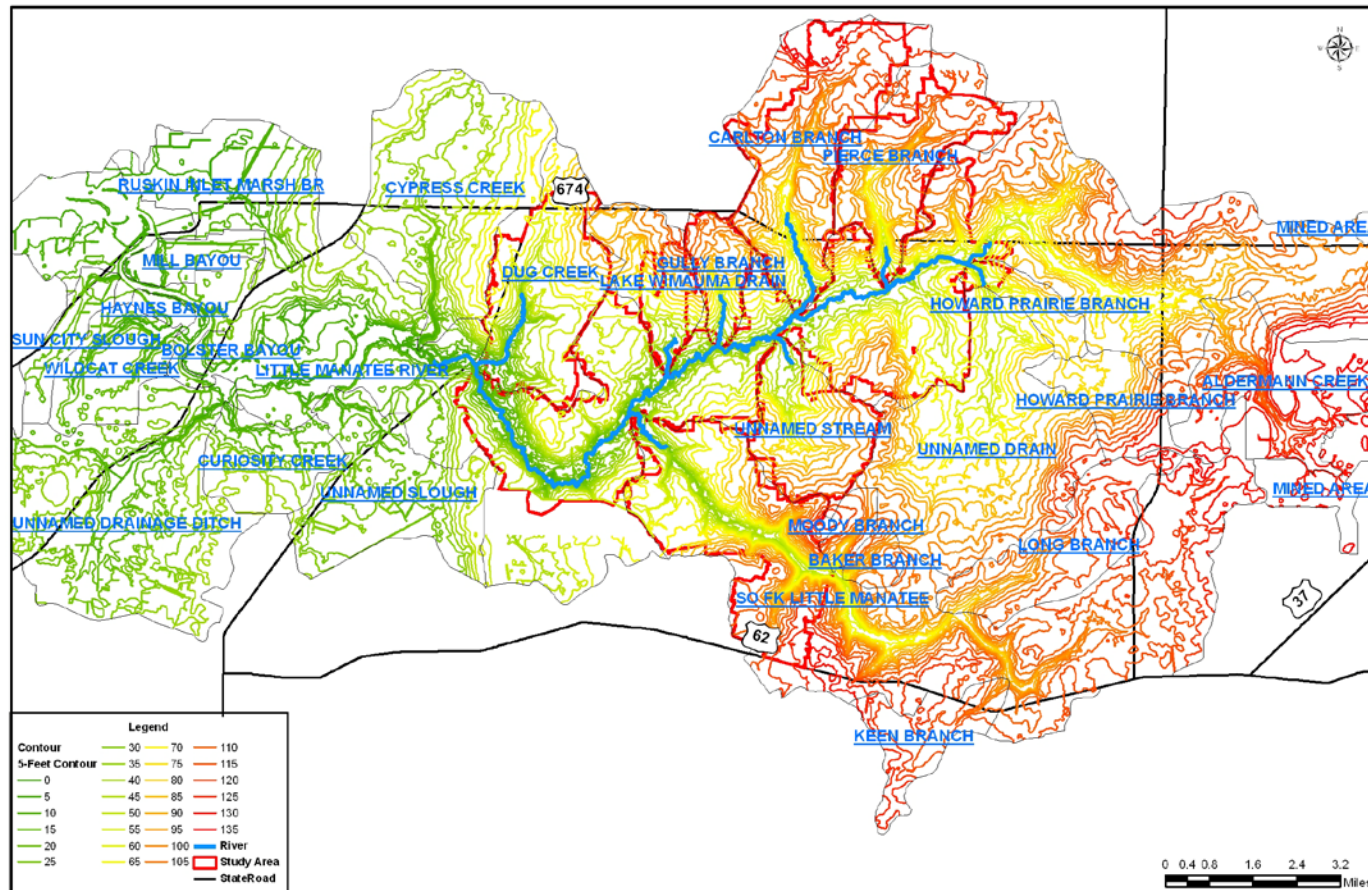 N
W E
S
CARLTON BRANCH
PIERCE BRANCH
RUSKIN INLET MARSH BR
CYPRESS CREEK
674
MINED AREA
MILL BAYOU
GULLY BRANCH
DUG CREEK
LAKE WIMAUMA DRAIN
HAYNES BAYOU
HOWARD PRAIRIE BRANCH
SUN CITY SLOUGH
BOLSTER BAYOU
WILDCAT CREEK
LITTLE MANATEE RIVER
ALDERMANN CREEK
HOWARD PRAIRIE BRANCH
UNNAMED STREAM
UNNAMED DRAIN
CURIOSITY CREEK
UNNAMED SLOUGH
MINED AREA
UNNAMED DRAINAGE DITCH
MOODY BRANCH
LONG BRANCH
BAKER BRANCH
SO FK LITTLE MANATEE
37
62
KEEN BRANCH
Legend
Contour 30 70 110
5-Feet Contour 35 75 115
0 40 80 120
5 45 85 125
10 50 90 130
15 55 95 135
20 60 100 River
25 65 105 Study Area
StateRoad
0 0.4 0.8 1.6 2.4 3.2
Miles